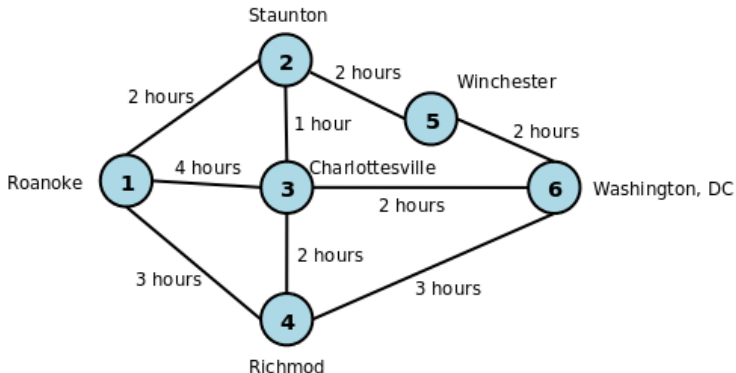 Staunton
2
2 hours
Winchester
2 hours
1 hour
5
2 hours
Roanoke
1
4 hours
Charlottesville
3
2 hours
6
Washington, DC
2 hours
3 hours
3 hours
4
Richmod